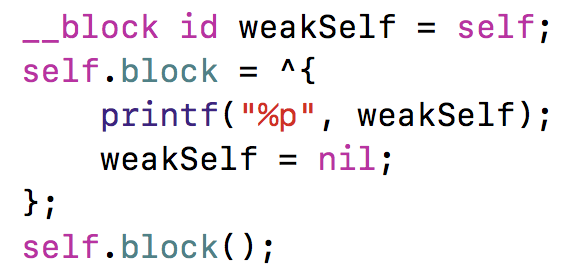 __block id weakSelf = self;
self.block = ^{
    printf("%p", weakSelf);
    weakSelf = nil;
};
self.block();